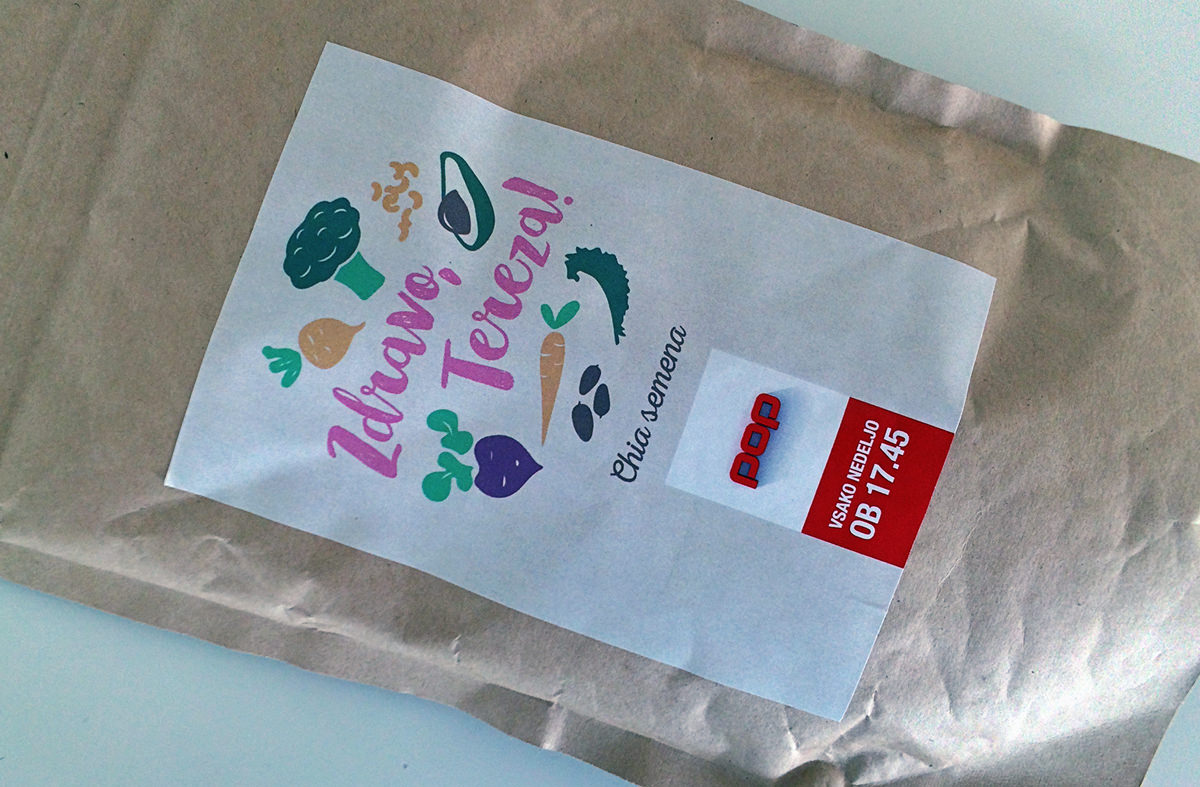 Zdravo,
Tereza!
Chia semena
pop
VSAKO NEDELJO
OB 17.45